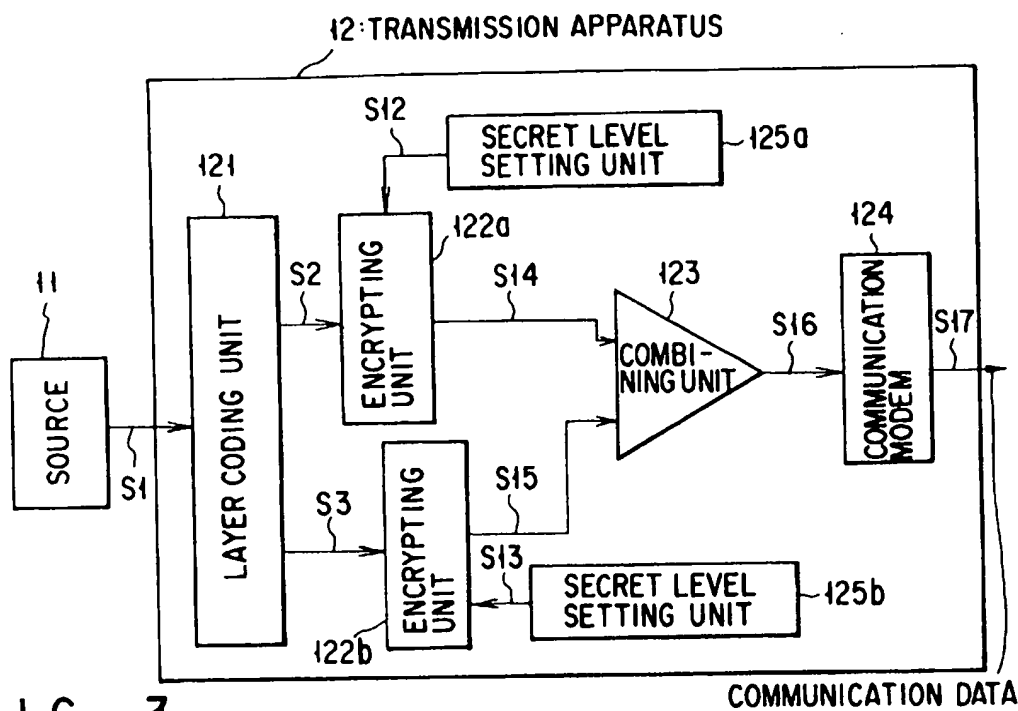 12:TRANSMISSION APPARATUS
S12
SECRET LEVEL
SETTING UNIT
125a
121
122a
124
11
S2
ENCRYPTING
UNIT
S14
123
COMBI-
NING UNIT
S16
COMMUNICATION
MODEM
S17
SOURCE
S1
LAYER CODING UNIT
S3
ENCRYPTING
UNIT
S15
S13
SECRET LEVEL
SETTING UNIT
125b
122b
COMMUNICATION DATA